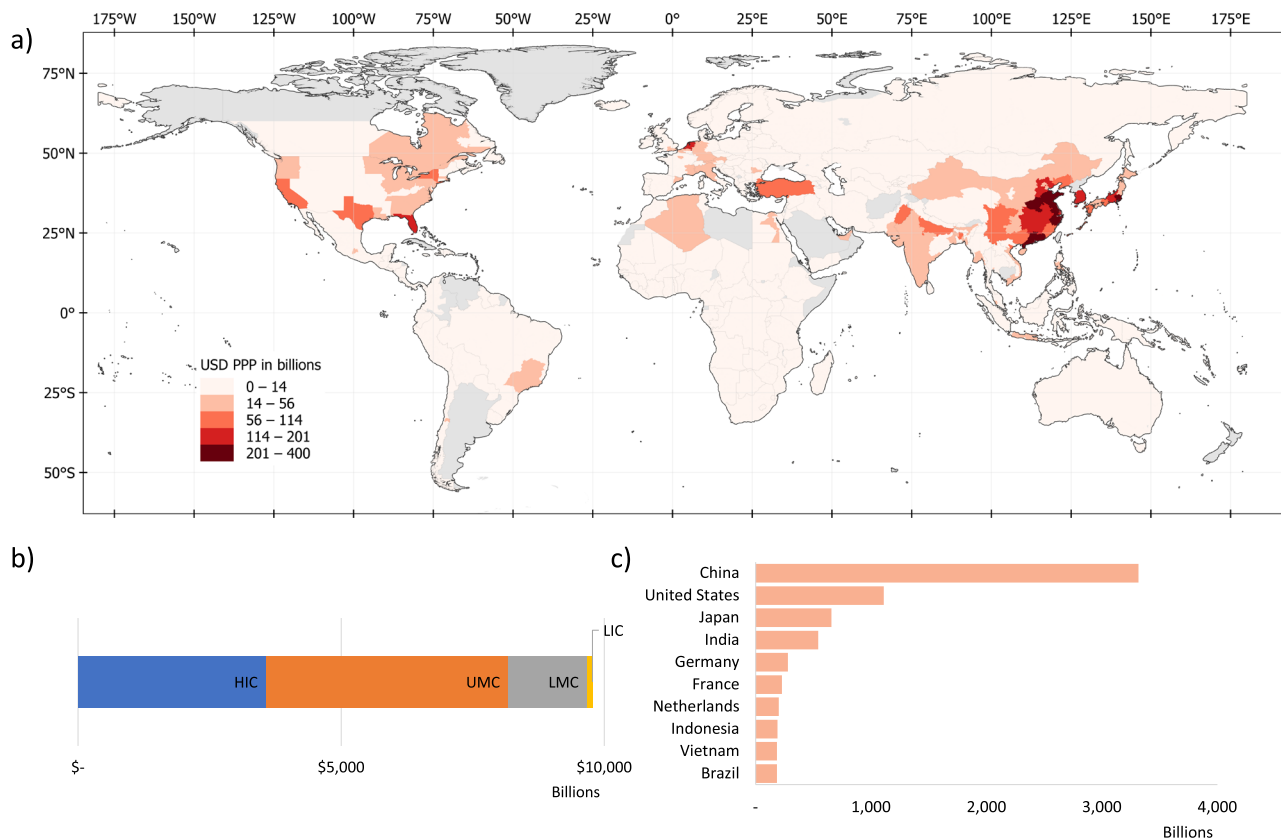 175°W 150°W 125°W 100°W 75°W 50°W 25°W 0° 25°E 50°E 75°E 100°E 125°E 150°E 175°E
a)
75°N
50°N
25°N
0°
25°S
50°S
USD PPP in billions
0 – 14
14 – 56
56 – 114
114 – 201
201 – 400
b)
LIC
HIC UMC LMC
$- $5,000 $10,000
Billions
c)
China
United States
Japan
India
Germany
France
Netherlands
Indonesia
Vietnam
Brazil
- 1,000 2,000 3,000 4,000
Billions